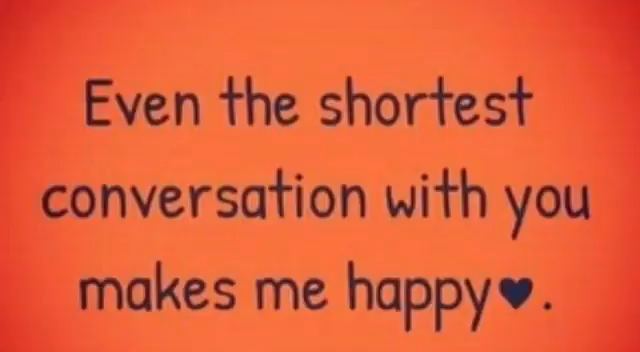 Even the shortest
conversation with you
makes me happy♥.